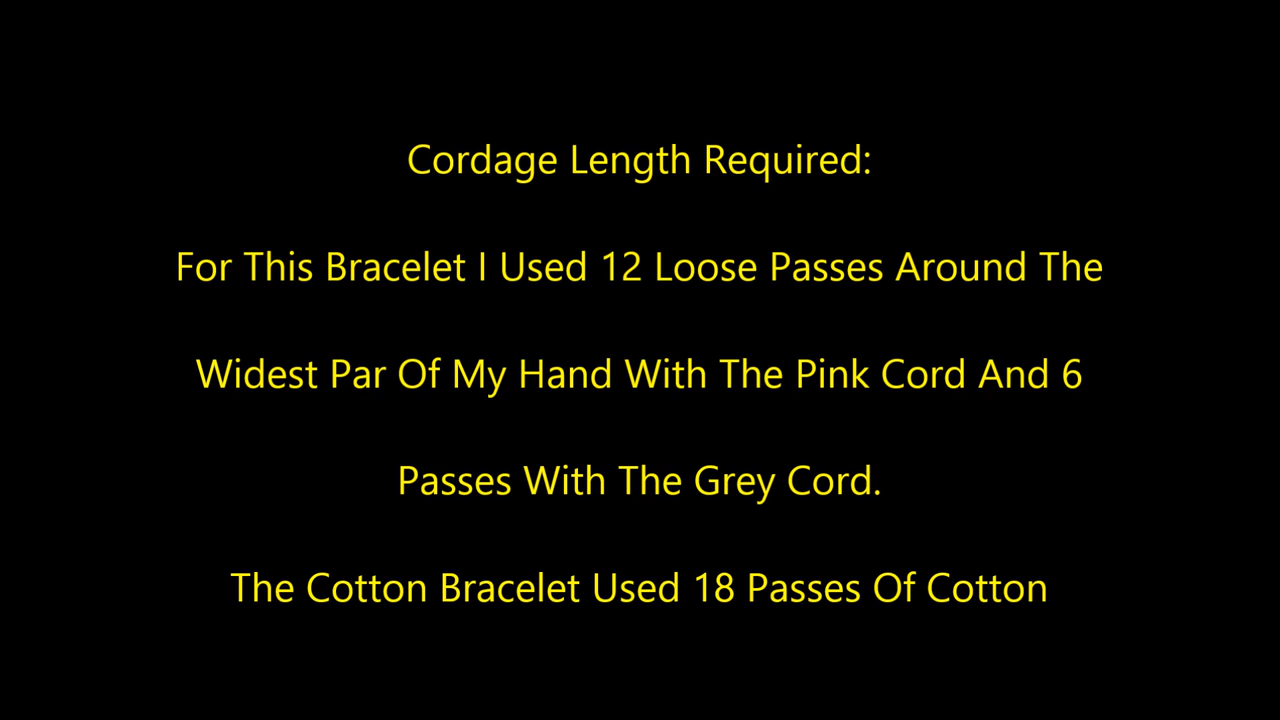 Cordage Length Required:
For This Bracelet I Used 12 Loose Passes Around The
Widest Par Of My Hand With The Pink Cord And 6
Passes With The Grey Cord.
The Cotton Bracelet Used 18 Passes Of Cotton